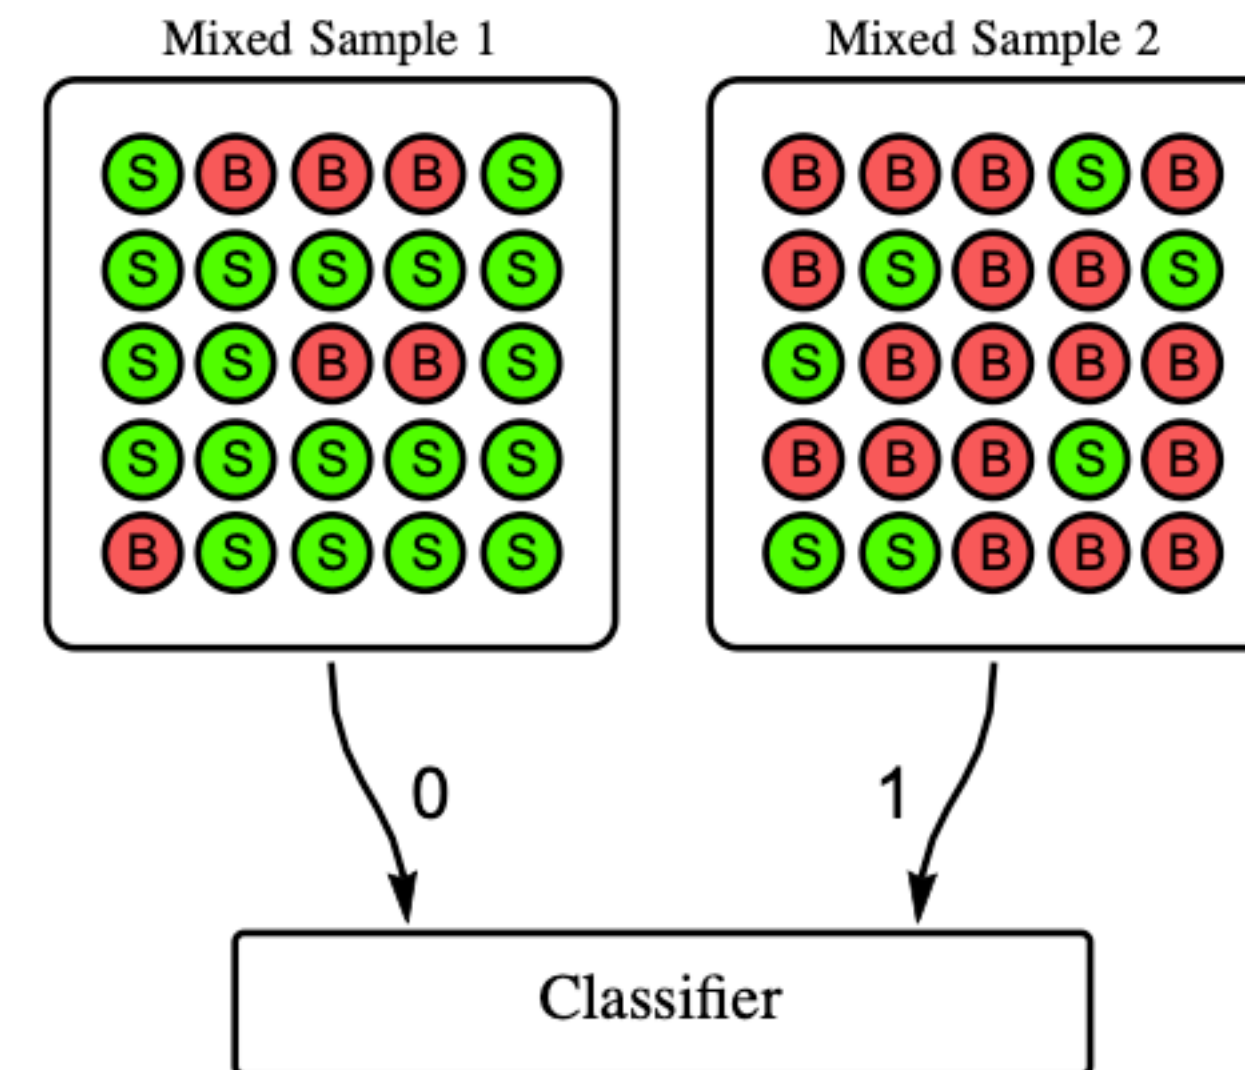 Mixed Sample 1 Mixed Sample 2
S B B B S B B B S B
S S S S S B S B B S
S S B B S S B B B B
S S S S S B B B S B
B S S S S S S B B B
0 1
Classifier